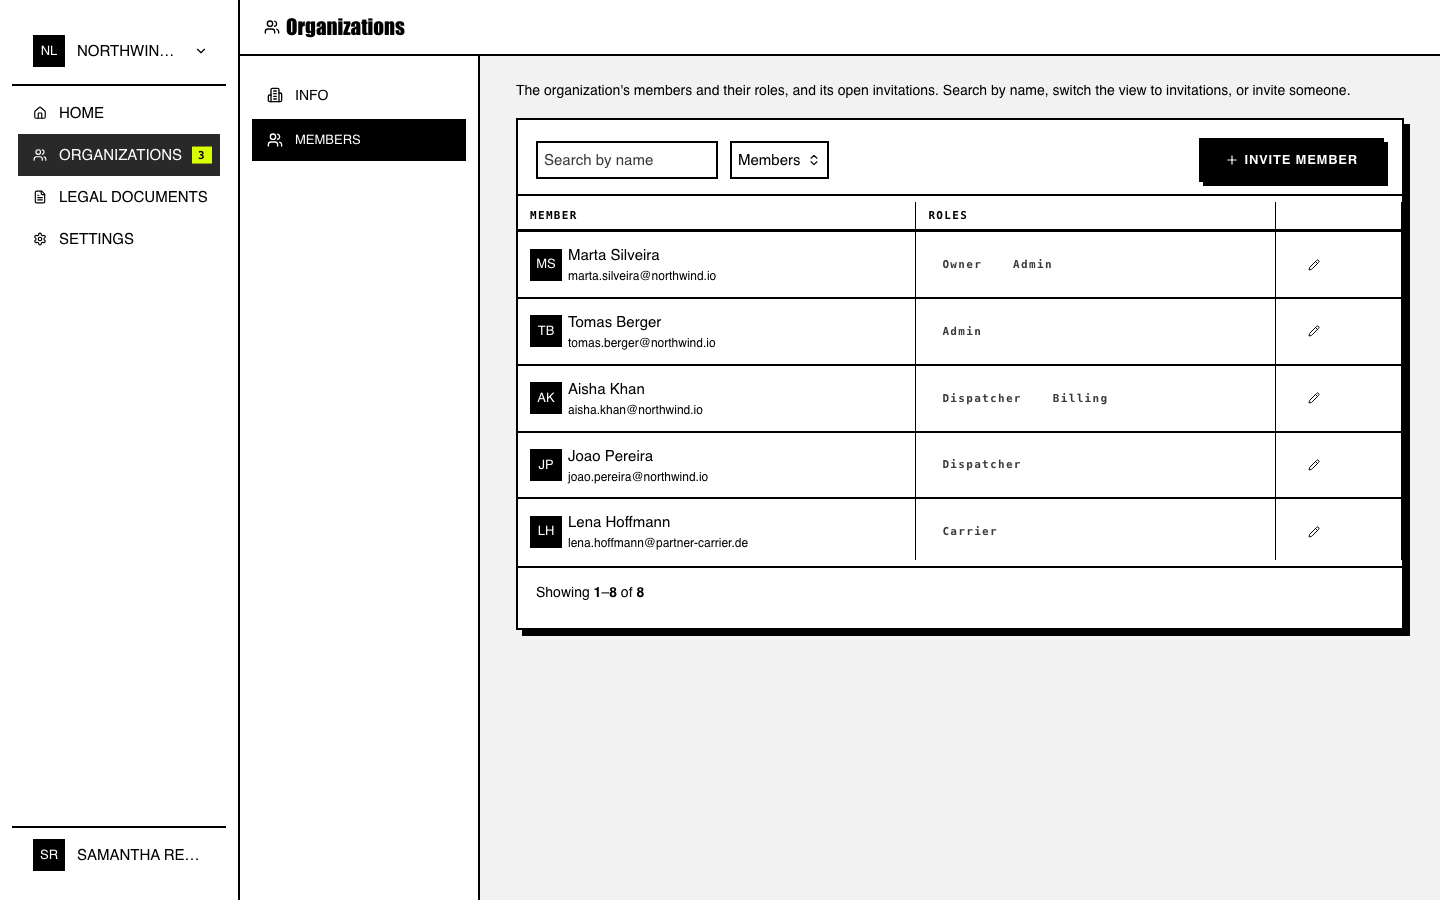 NL NORTHWIN...
HOME
ORGANIZATIONS 3
LEGAL DOCUMENTS
SETTINGS
SR SAMANTHA RE...
Organizations
INFO
MEMBERS
The organization's members and their roles, and its open invitations. Search by name, switch the view to invitations, or invite someone.
Search by name Members INVITE MEMBER
MEMBER ROLES
MS Marta Silveira
marta.silveira@northwind.io
Owner Admin
TB Tomas Berger
tomas.berger@northwind.io
Admin
AK Aisha Khan
aisha.khan@northwind.io
Dispatcher Billing
JP Joao Pereira
joao.pereira@northwind.io
Dispatcher
LH Lena Hoffmann
lena.hoffmann@partner-carrier.de
Carrier
Showing 1–8 of 8